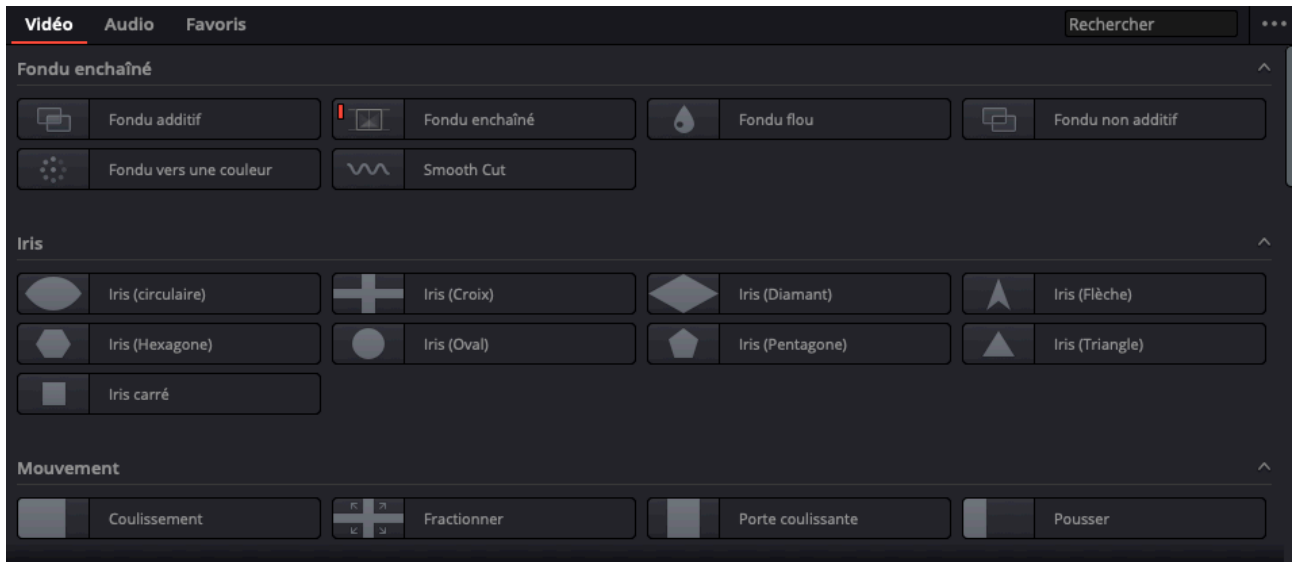 Vidéo Audio Favoris Rechercher
Fondu enchaîné
Fondu additif Fondu enchaîné Fondu flou Fondu non additif
Fondu vers une couleur Smooth Cut
Iris
Iris (circulaire) Iris (Croix) Iris (Diamant) Iris (Flèche)
Iris (Hexagone) Iris (Oval) Iris (Pentagone) Iris (Triangle)
Iris carré
Mouvement
Coulissement Fractionner Porte coulissante Pousser